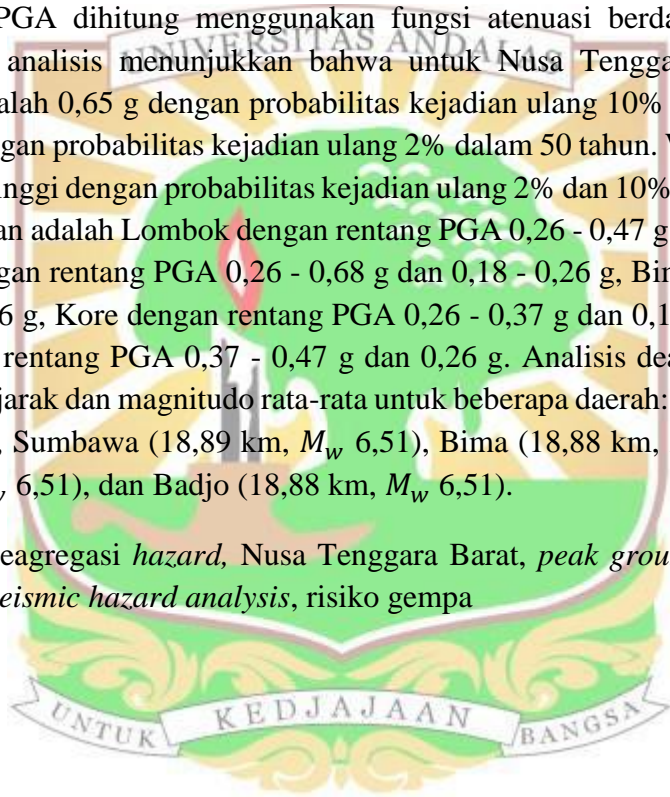 PGA dihitung menggunakan fungsi atenuasi berda
UNIVERSITAS ANDALAS
analisis menunjukkan bahwa untuk Nusa Tengga
alah 0,65 g dengan probabilitas kejadian ulang 10%
gan probabilitas kejadian ulang 2% dalam 50 tahun.
inggi dengan probabilitas kejadian ulang 2% dan 10%
an adalah Lombok dengan rentang PGA 0,26 - 0,47 g
gan rentang PGA 0,26 - 0,68 g dan 0,18 - 0,26 g, Bin
6 g, Kore dengan rentang PGA 0,26 - 0,37 g dan 0,1
rentang PGA 0,37 - 0,47 g dan 0,26 g. Analisis dea
jarak dan magnitudo rata-rata untuk beberapa daerah:
, Sumbawa (18,89 km, M_w 6,51), Bima (18,88 km,
w 6,51), dan Badjo (18,88 km, M_w 6,51).
eagregasi hazard, Nusa Tenggara Barat, peak grou
eismic hazard analysis, risiko gempa
UNTUK KEDJAJAAN BANGSA